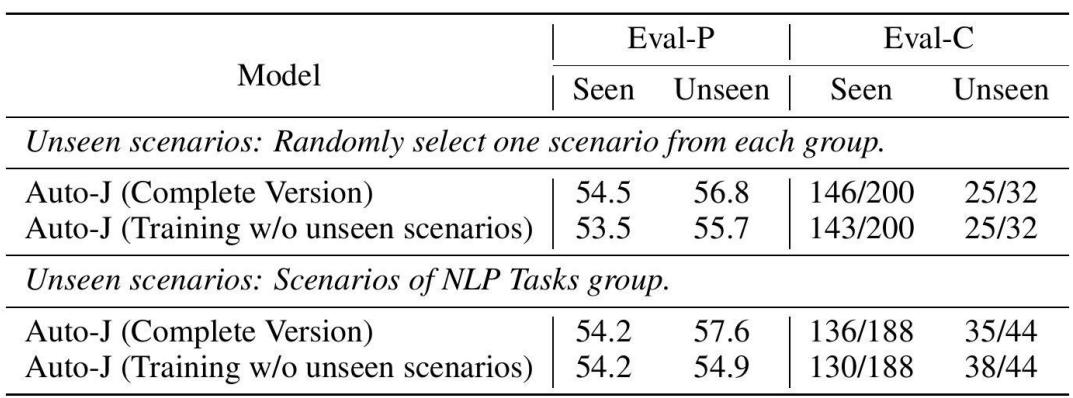 Model Eval-P Eval-C
Seen Unseen Seen Unseen
Unseen scenarios: Randomly select one scenario from each group.
Auto-J (Complete Version) 54.5 56.8 146/200 25/32
Auto-J (Training w/o unseen scenarios) 53.5 55.7 143/200 25/32
Unseen scenarios: Scenarios of NLP Tasks group.
Auto-J (Complete Version) 54.2 57.6 136/188 35/44
Auto-J (Training w/o unseen scenarios) 54.2 54.9 130/188 38/44